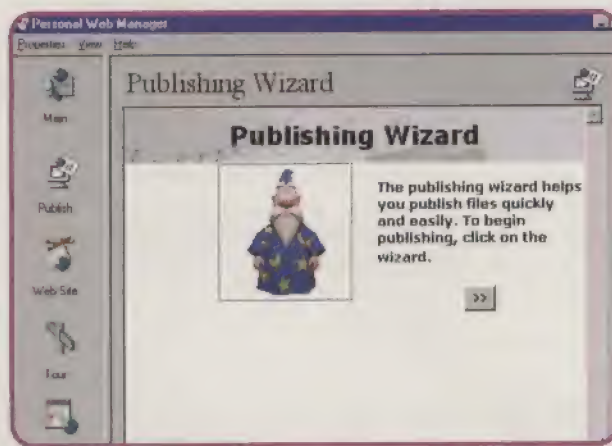 Personal Web Manager
Properties View Help
Main
Publish
Web Site
Tour
Publishing Wizard
Publishing Wizard
The publishing wizard helps
you publish files quickly
and easily. To begin
publishing, click on the
wizard.
>>